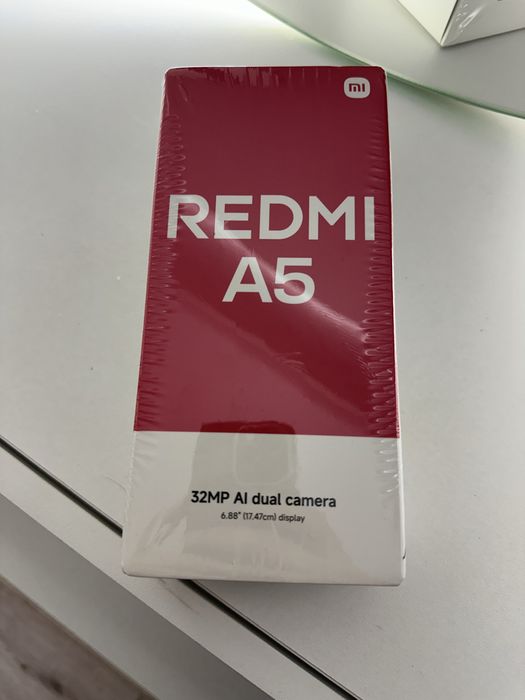 mi
REDMI
A5
32MP AI dual camera
6.88" (17.47cm) display